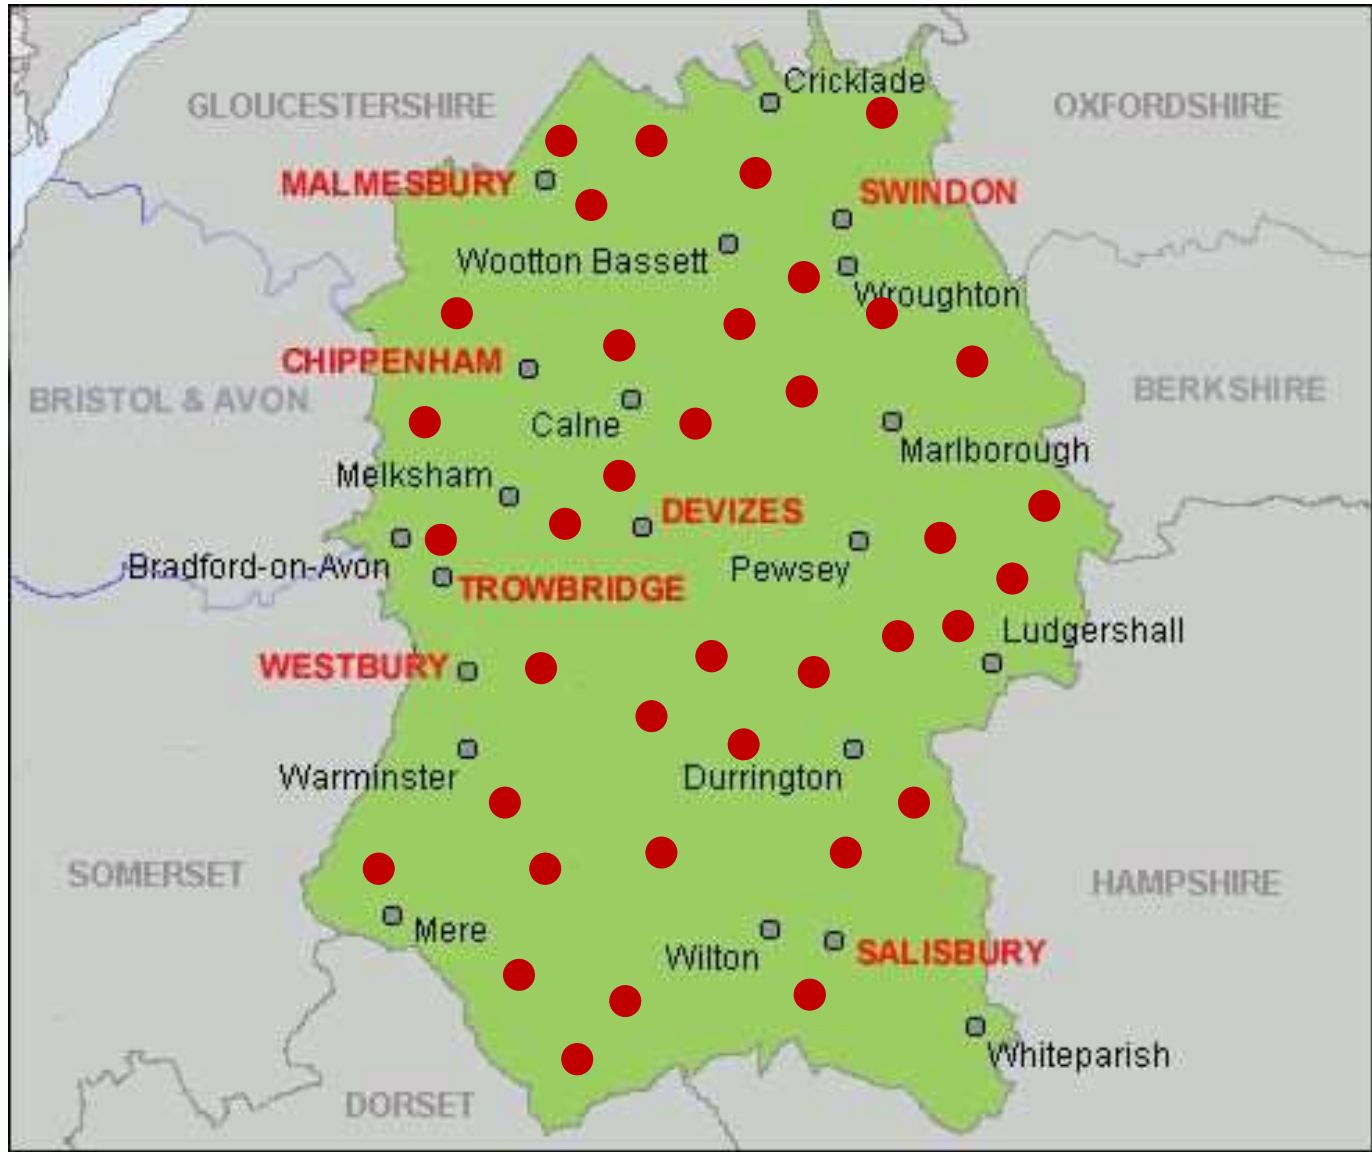 Cricklade
GLOUCESTERSHIRE
OXFORDSHIRE
MALMESBURY
SWINDON
Wootton Bassett
Wroughton
CHIPPENHAM
BRISTOL & AVON
BERKSHIRE
Calne
Marlborough
Melksham
DEVIZES
Bradford-on-Avon
Pewsey
TROWBRIDGE
Ludgershall
WESTBURY
Warminster
Durrington
SOMERSET
HAMPSHIRE
Mere
Wilton
SALISBURY
Whiteparish
DORSET